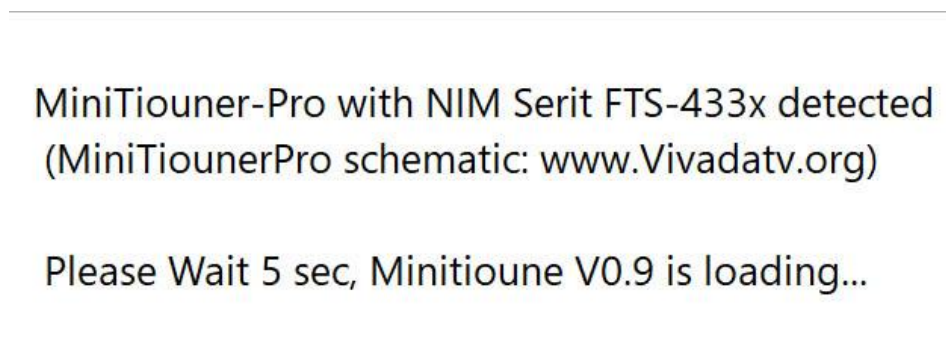 MiniTiouner-Pro with NIM Serit FTS-433x detected
(MiniTiounerPro schematic: www.Vivadatv.org)
Please Wait 5 sec, Minitioune V0.9 is loading...